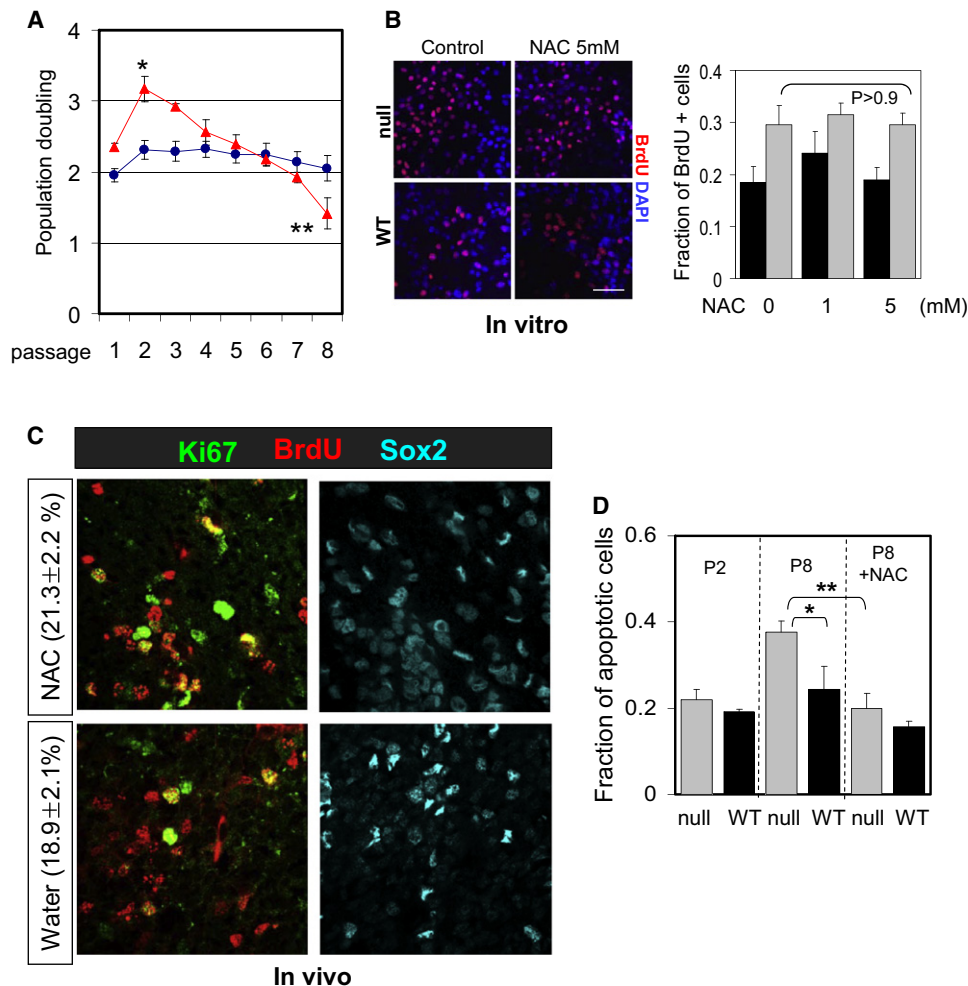 A
Population doubling
4
3
2
1
0
*
**
passage 1 2 3 4 5 6 7 8
B
Control NAC 5mM
null
WT
BrdU DAPI
In vitro
Fraction of BrdU + cells
0.4
0.3
0.2
0.1
0
P>0.9
NAC 0 1 5 (mM)
C
Ki67 BrdU Sox2
NAC (21.3±2.2 %)
Water (18.9±2.1%)
In vivo
D
Fraction of apoptotic cells
0.6
0.4
0.2
0
P2 P8 P8
+NAC
**
*
null WT null WT null WT